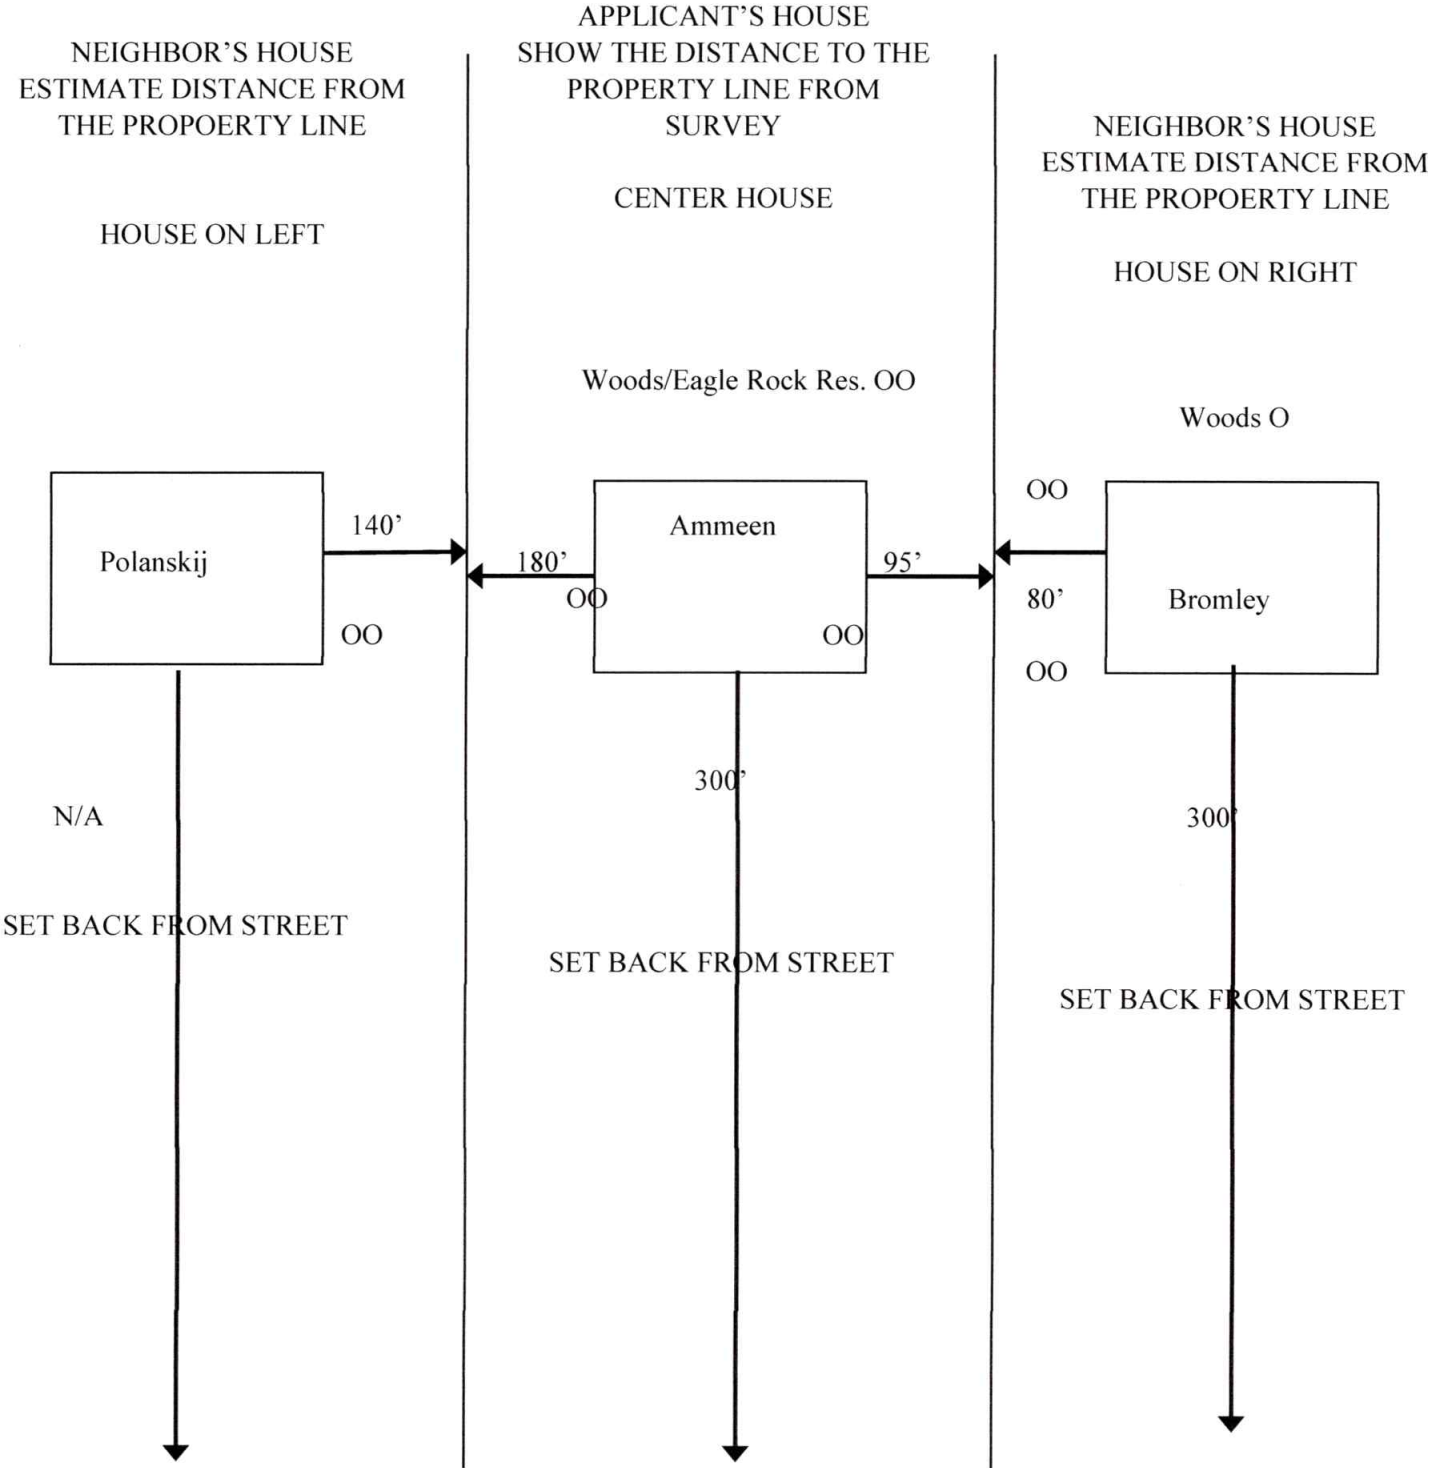 NEIGHBOR’S HOUSE
ESTIMATE DISTANCE FROM
THE PROPOERTY LINE
HOUSE ON LEFT
APPLICANT’S HOUSE
SHOW THE DISTANCE TO THE
PROPERTY LINE FROM
SURVEY
CENTER HOUSE
NEIGHBOR’S HOUSE
ESTIMATE DISTANCE FROM
THE PROPOERTY LINE
HOUSE ON RIGHT
Woods/Eagle Rock Res. OO
Woods O
Polanskij
140’
OO
180’
OO
Ammeen
95’
OO
OO
80’
OO
Bromley
N/A
300’
300’
SET BACK FROM STREET
SET BACK FROM STREET
SET BACK FROM STREET